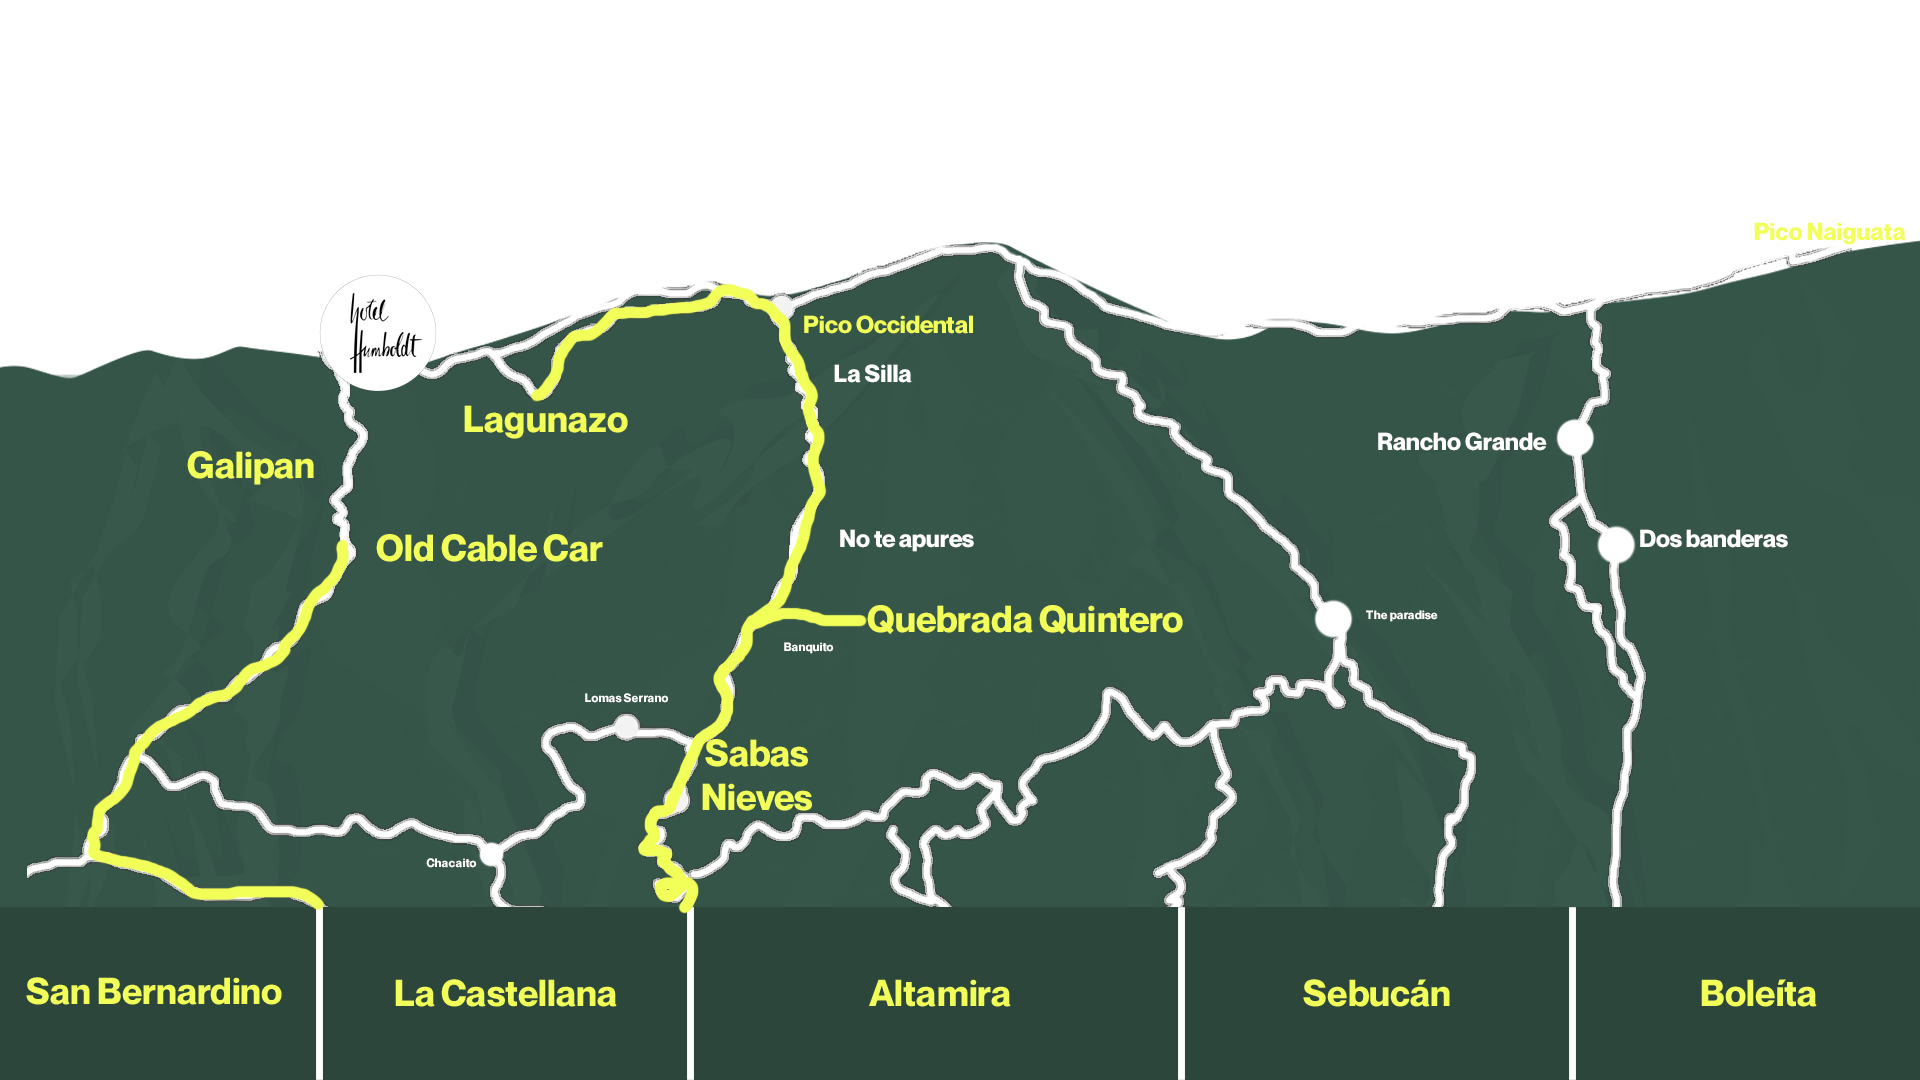 Pico Naiguata
hotel
Humboldt
Pico Occidental
La Silla
Lagunazo
Rancho Grande
Galipan
Old Cable Car
No te apures
Dos banderas
Quebrada Quintero
The paradise
Banquito
Lomas Serrano
Sabas
Nieves
Chacaito
San Bernardino
La Castellana
Altamira
Sebucán
Boleíta